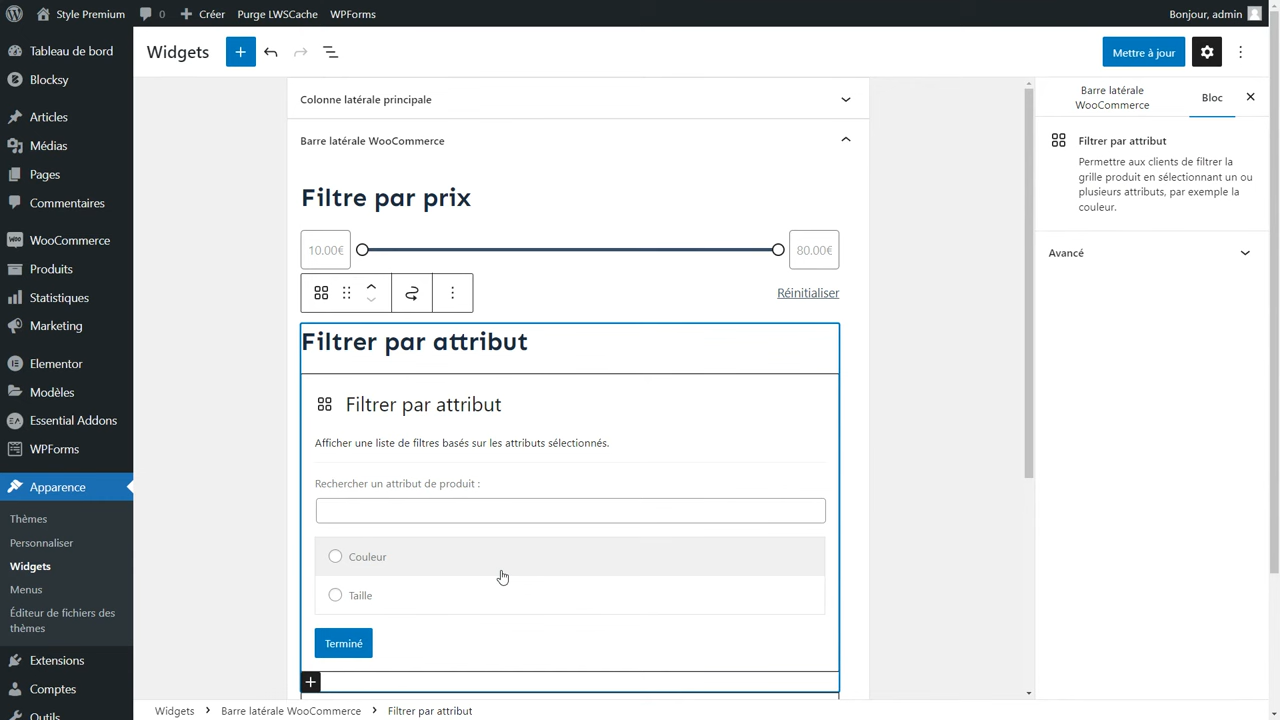 Style Premium
0
Créer
Purge LWSCache
WPForms
Bonjour, admin
Tableau de bord
Blocksy
Articles
Médias
Pages
Commentaires
WooCommerce
Produits
Statistiques
Marketing
Elementor
Modèles
Essential Addons
WPForms
Apparence
Thèmes
Personnaliser
Widgets
Menus
Éditeur de fichiers des
thèmes
Extensions
Comptes
Outils
Widgets
Mettre à jour
Colonne latérale principale
Barre latérale WooCommerce
Filtre par prix
10.00€
80.00€
Réinitialiser
Filtrer par attribut
Filtrer par attribut
Afficher une liste de filtres basés sur les attributs sélectionnés.
Rechercher un attribut de produit :
Couleur
Taille
Terminé
Barre latérale
WooCommerce
Bloc
Filtrer par attribut
Permettre aux clients de filtrer la
grille produit en sélectionnant un ou
plusieurs attributs, par exemple la
couleur.
Avancé
Widgets
Barre latérale WooCommerce
Filtrer par attribut